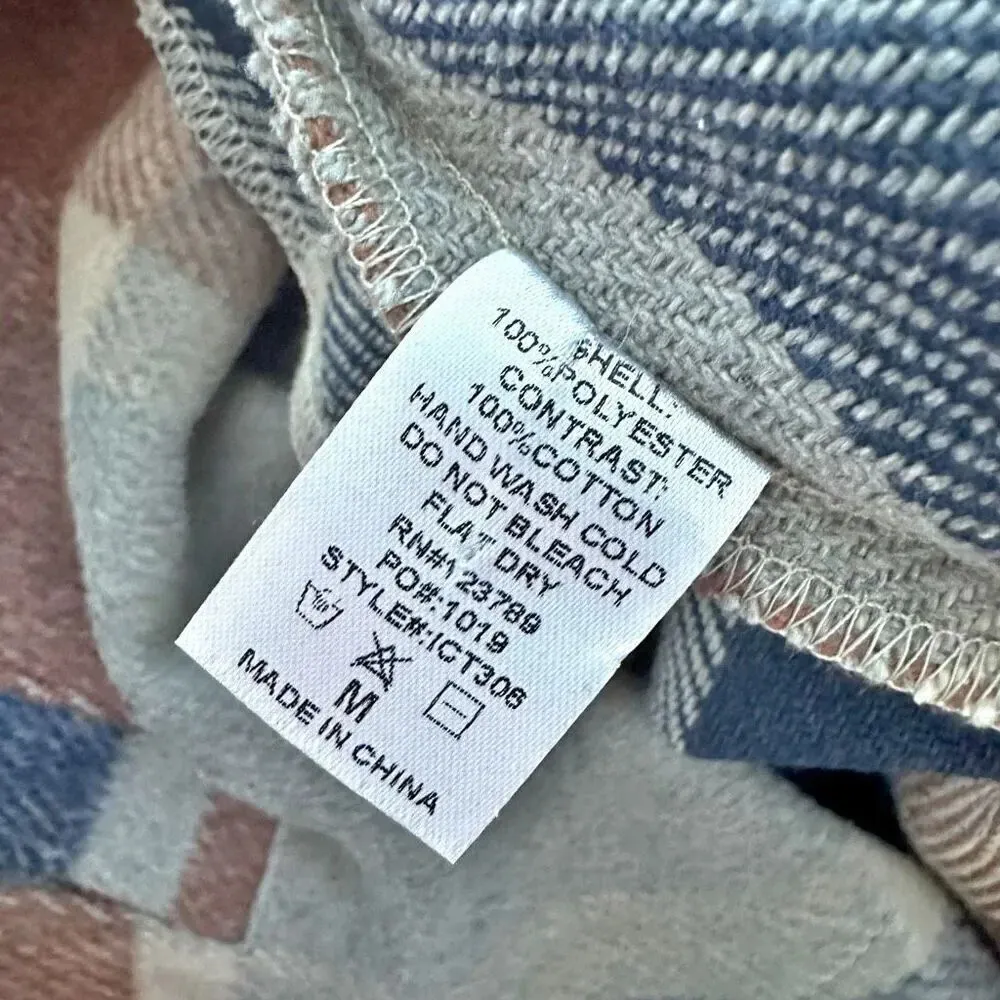 SHELL:
100%POLYESTER
CONTRAST:
100%COTTON
HAND WASH COLD
DO NOT BLEACH
FLAT DRY
RN#123789
PO#:1019
STYLE#:ICT306
M
MADE IN CHINA